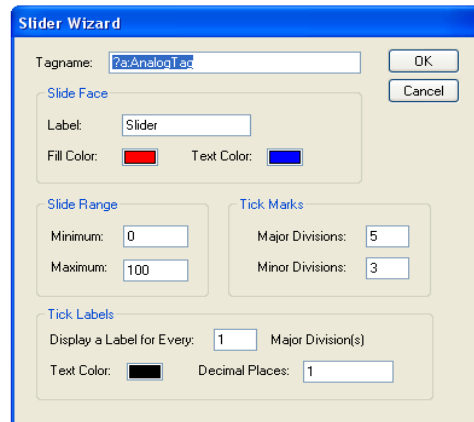 Slider Wizard
Tagname: ?a:AnalogTag OK
Cancel
Slide Face
Label: Slider
Fill Color: Text Color:
Slide Range
Minimum: 0
Maximum: 100
Tick Marks
Major Divisions: 5
Minor Divisions: 3
Tick Labels
Display a Label for Every: 1 Major Division(s)
Text Color: Decimal Places: 1